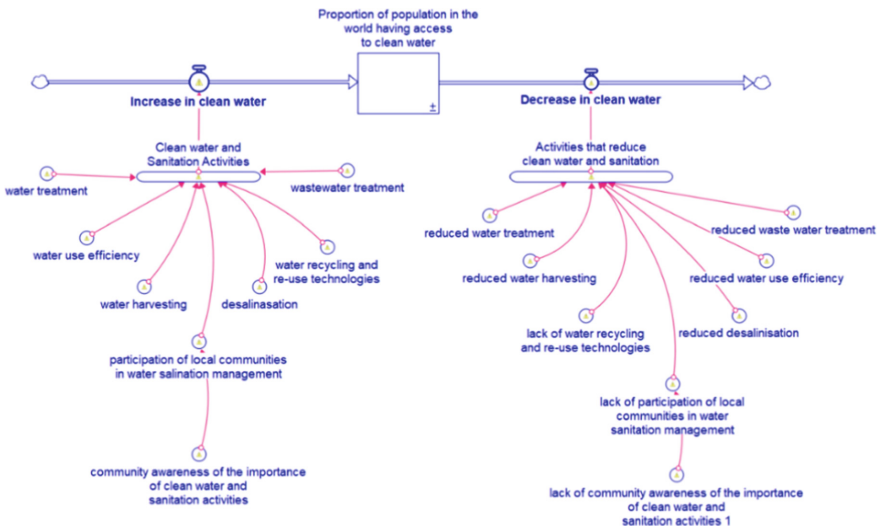 Proportion of population in the
world having access
to clean water
Increase in clean water
Decrease in clean water
±
Clean water and
Sanitation Activities
Activities that reduce
clean water and sanitation
water treatment
wastewater treatment
reduced water treatment
reduced waste water treatment
water use efficiency
water recycling and
re-use technologies
reduced water harvesting
reduced water use efficiency
water harvesting
desalinasation
lack of water recycling
and re-use technologies
reduced desalinisation
participation of local communities
in water salination management
lack of participation of local
communities in water
sanitation management
community awareness of the importance
of clean water and
sanitation activities
lack of community awareness of the importance
of clean water and
sanitation activities 1